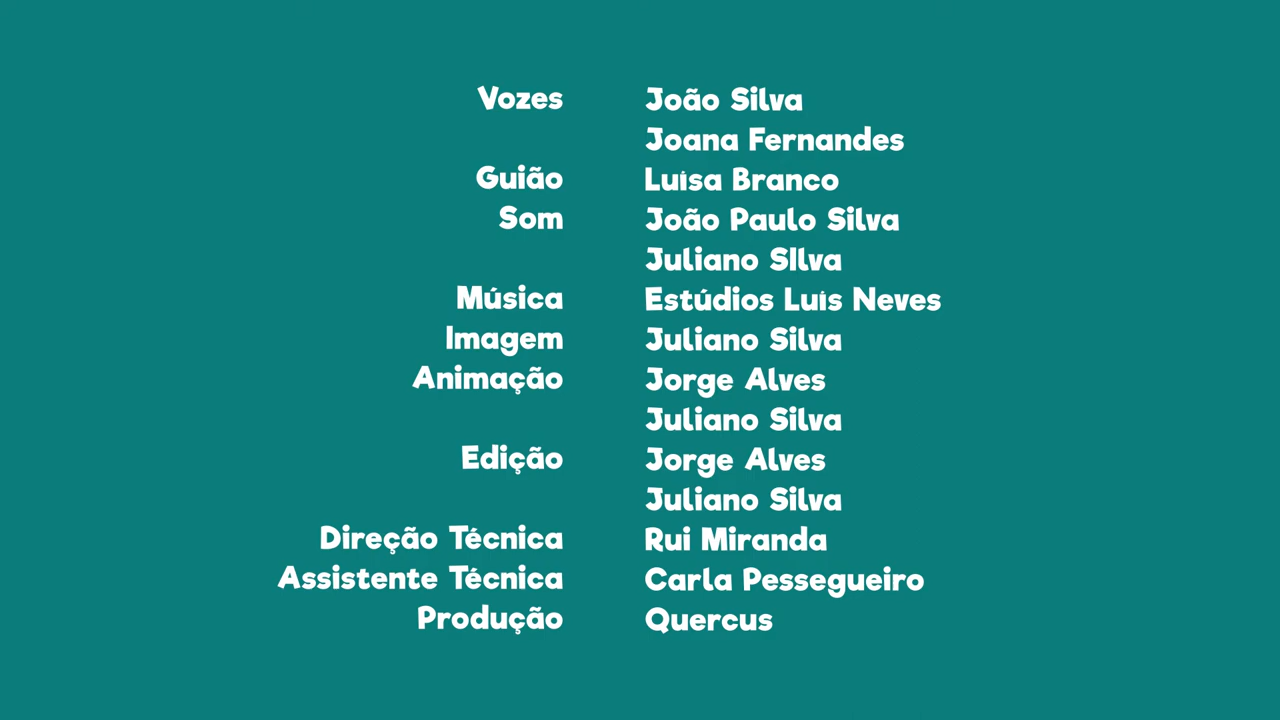 Vozes João Silva
Joana Fernandes
Guião Luísa Branco
Som João Paulo Silva
Juliano SIlva
Música Estúdios Luís Neves
Imagem Juliano Silva
Animação Jorge Alves
Juliano Silva
Edição Jorge Alves
Juliano Silva
Direção Técnica Rui Miranda
Assistente Técnica Carla Pessegueiro
Produção Quercus